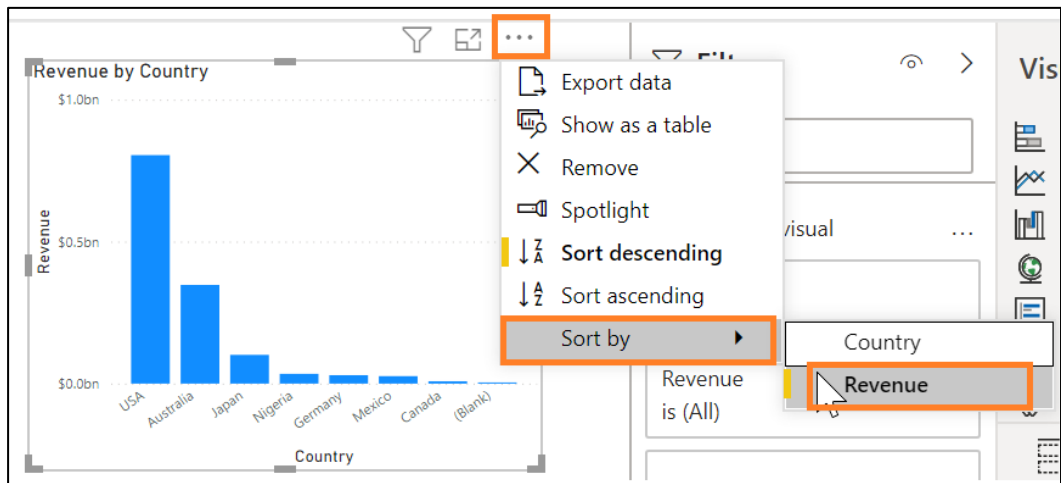 Revenue by Country
$1.0bn
$0.5bn
$0.0bn
Revenue
USA
Australia
Japan
Nigeria
Germany
Mexico
Canada
(Blank)
Country
Export data
Show as a table
Remove
Spotlight
Sort descending
Sort ascending
Sort by
Country
Revenue
visual
Revenue
is (All)
Vis